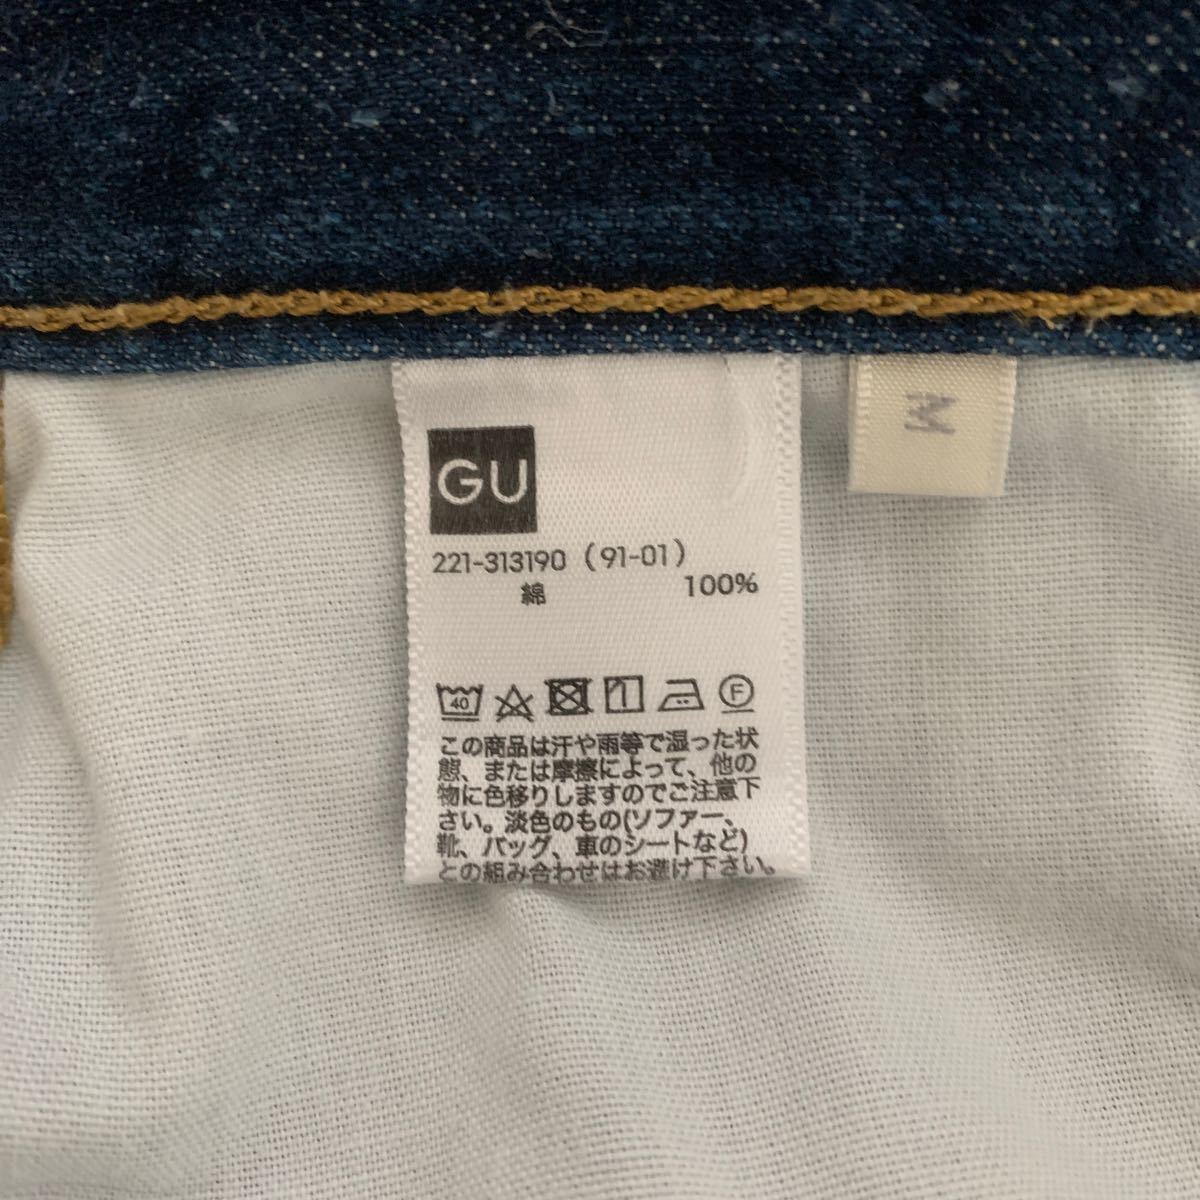 GU
M
221-313190 (91-01)
綿 100%
40 F
この商品は汗や雨等で湿った状
態、または摩擦によって、他の
物に色移りしますのでご注意下
さい。淡色のもの(ソファー、
靴、バッグ、車のシートなど)
との組み合わせはお避け下さい。